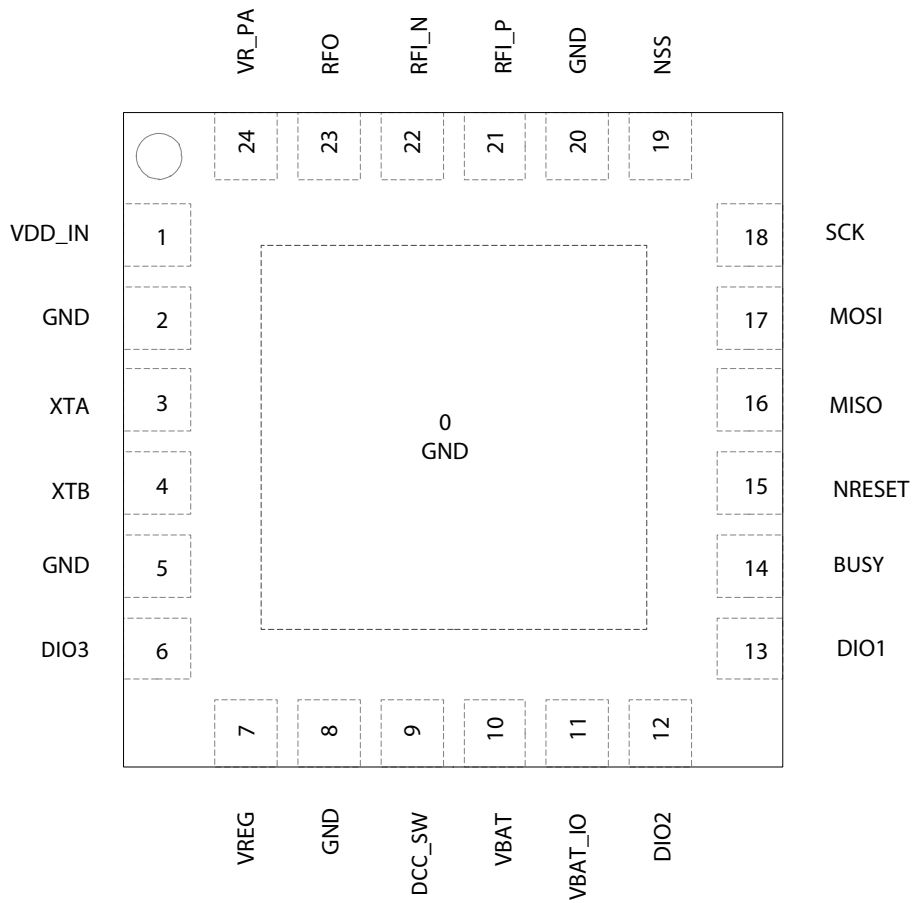 VR_PA
RFO
RFI_N
RFI_P
GND
NSS
24
23
22
21
20
19
VDD_IN
1
18
SCK
GND
2
17
MOSI
XTA
3
16
MISO
0
GND
XTB
4
15
NRESET
GND
5
14
BUSY
DIO3
6
13
DIO1
7
8
9
10
11
12
VREG
GND
DCC_SW
VBAT
VBAT_IO
DIO2